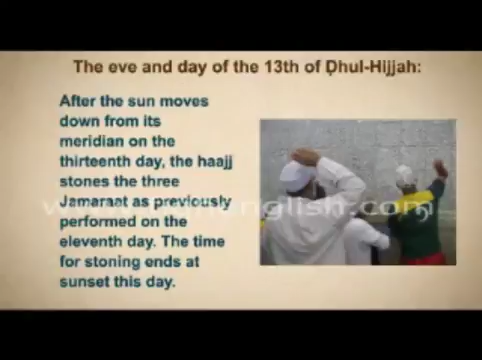 The eve and day of the 13th of Ḍhul-Hijjah:
After the sun moves
down from its
meridian on the
thirteenth day, the haajj
stones the three
Jamaraat as previously
performed on the
eleventh day. The time
for stoning ends at
sunset this day.